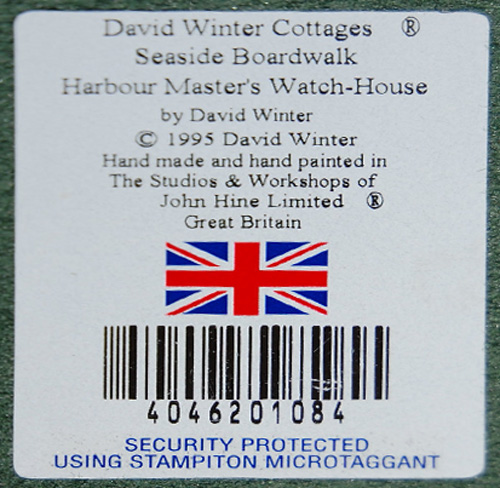 David Winter Cottages ®
Seaside Boardwalk
Harbour Master's Watch-House
by David Winter
© 1995 David Winter
Hand made and hand painted in
The Studios & Workshops of
John Hine Limited ®
Great Britain
4046201084
SECURITY PROTECTED
USING STAMPITON MICROTAGGANT